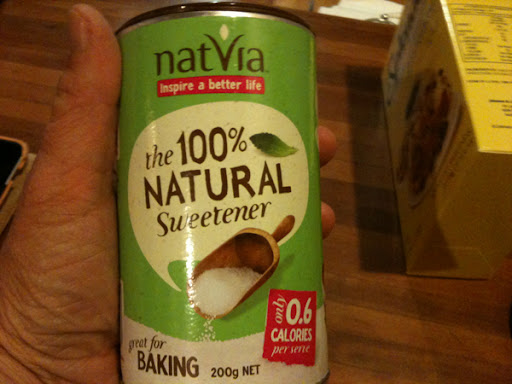 natvia
Inspire a better life
the 100%
NATURAL
Sweetener
only
0.6
CALORIES
per serve
great for
BAKING 200g NET